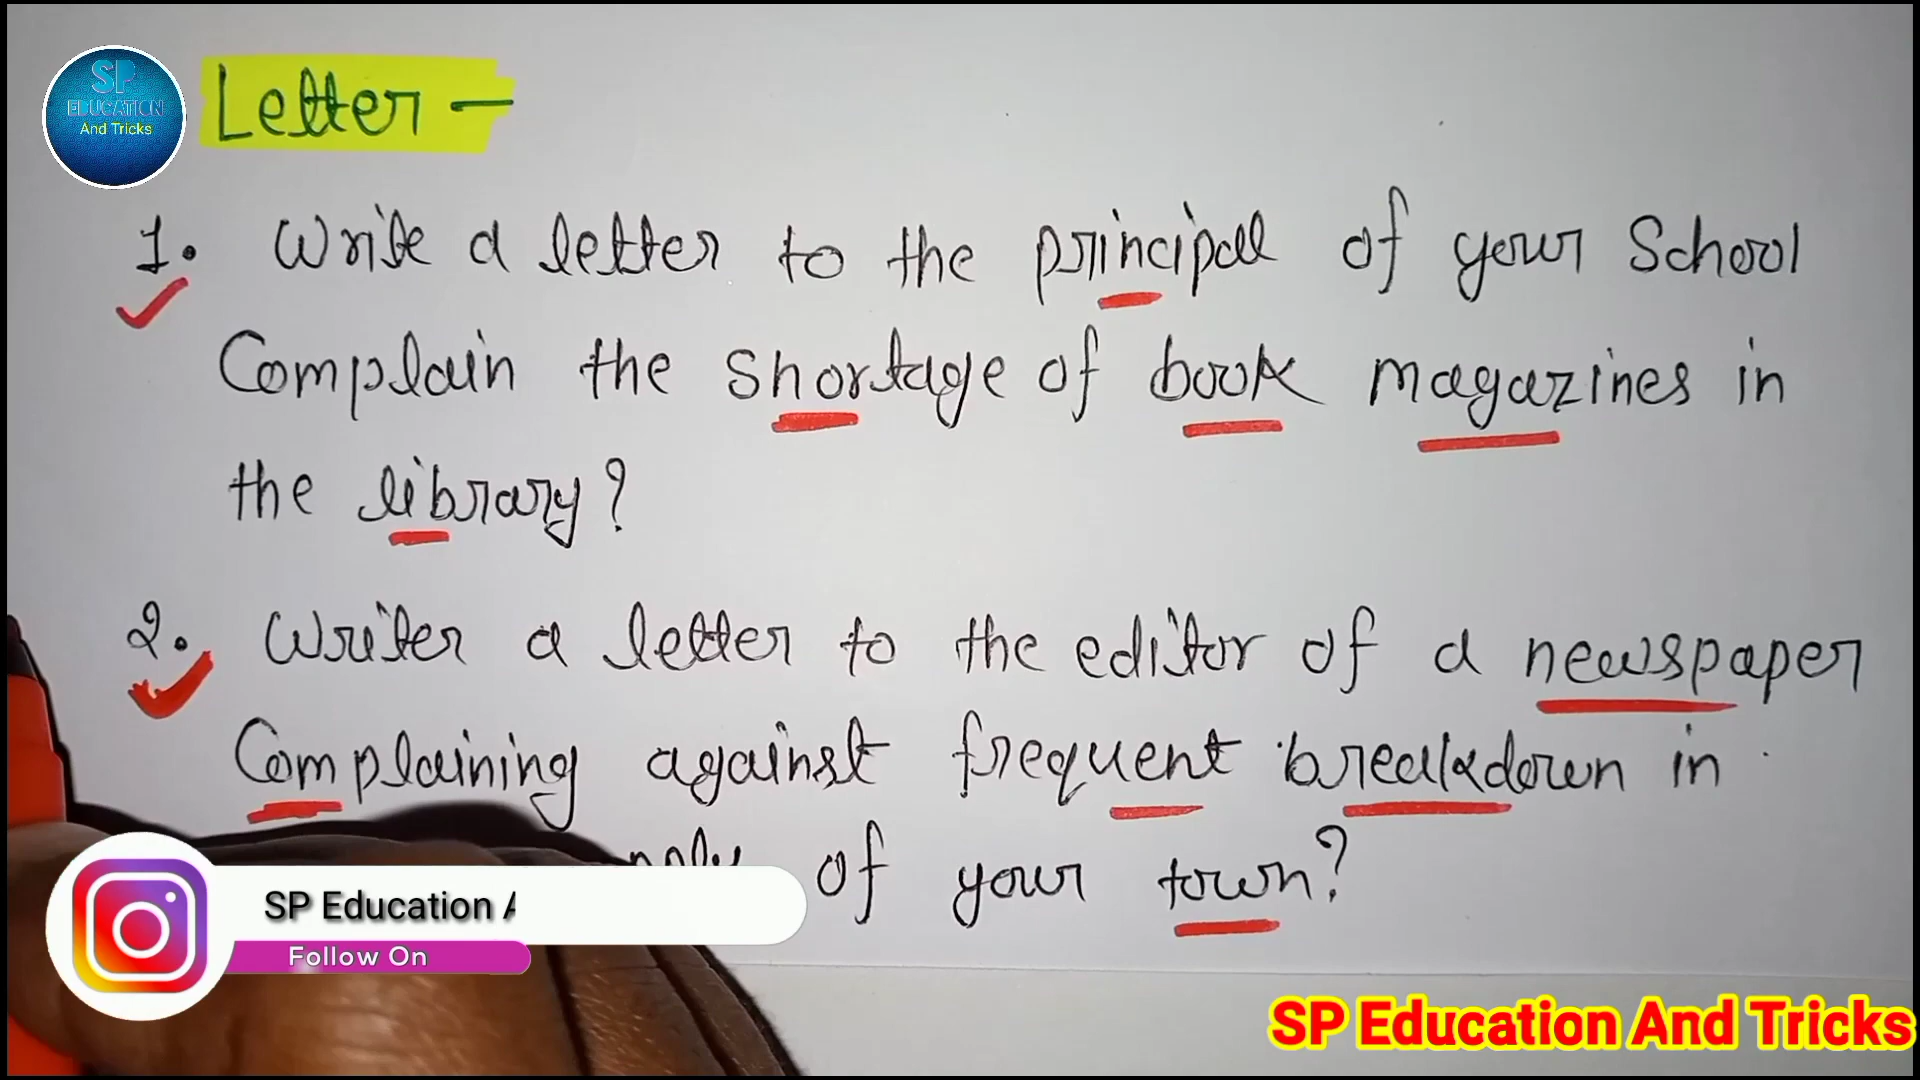 SP
EDUCATION
And Tricks
Letter -
1. Write a letter to the principal of your School
Complain the shortage of book magazines in
the library?
2. Writer a letter to the editor of a newspaper
Complaining against frequent breakdown in
of your town?
SP Education
Follow On
SP Education And Tricks